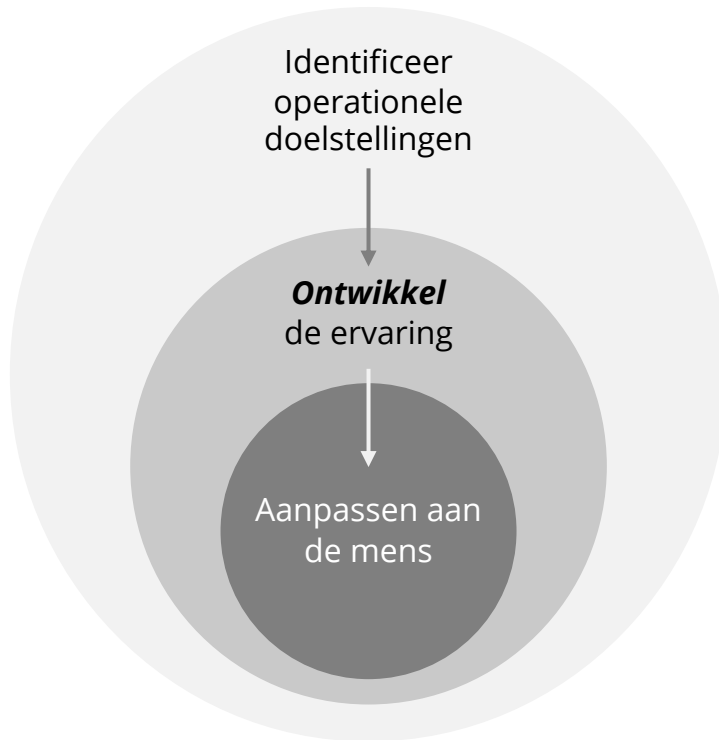 Identificeer
operationele
doelstellingen
Ontwikkel
de ervaring
Aanpassen aan
de mens